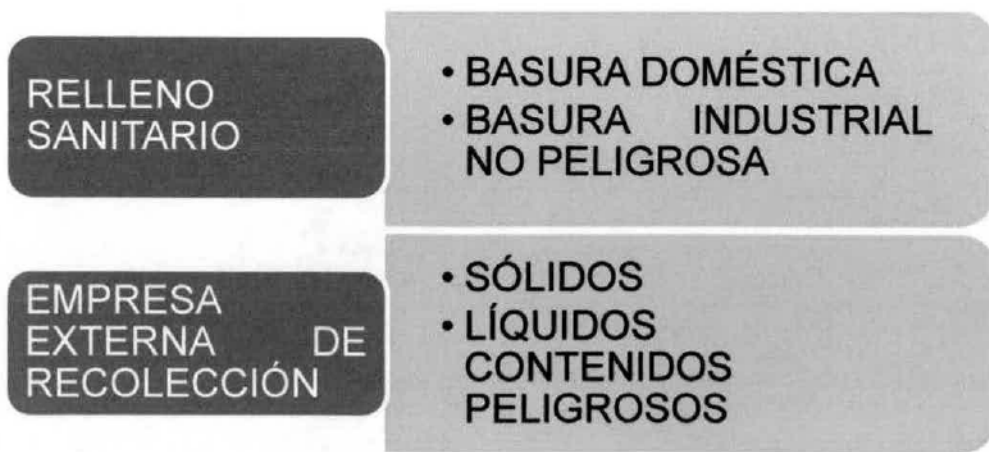 RELLENO
SANITARIO
• BASURA DOMÉSTICA
• BASURA INDUSTRIAL
NO PELIGROSA
EMPRESA
EXTERNA DE
RECOLECCIÓN
• SÓLIDOS
• LÍQUIDOS
CONTENIDOS
PELIGROSOS